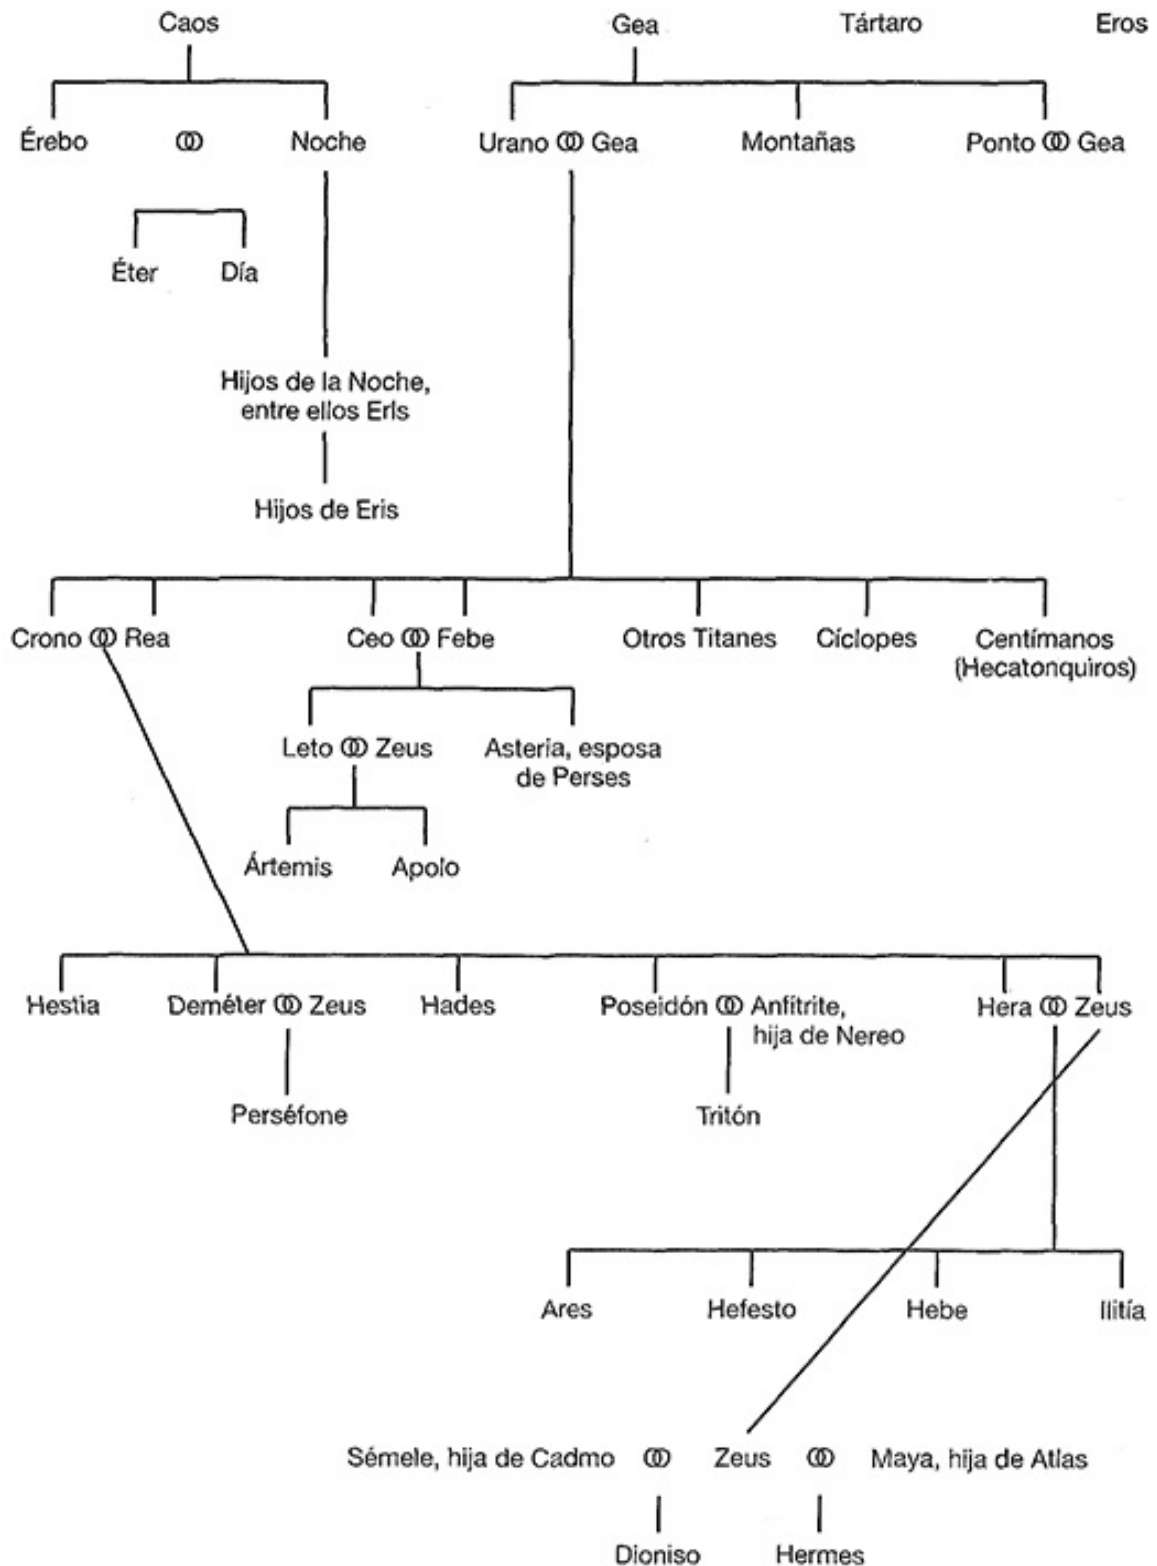 Caos Gea Tártaro Eros
Érebo Noche Urano Gea Montañas Ponto Gea
Éter Día
Hijos de la Noche,
entre ellos Eris
Hijos de Eris
Crono Rea Ceo Febe Otros Titanes Cíclopes Centímanos
(Hecatonquiros)
Leto Zeus Astería, esposa
de Perses
Ártemis Apolo
Hestia Deméter Zeus Hades Poseidón Anfítrite, Hera Zeus
hija de Nereo
Perséfone Tritón
Ares Hefesto Hebe Ilitía
Sémele, hija de Cadmo Zeus Maya, hija de Atlas
Dioniso Hermes